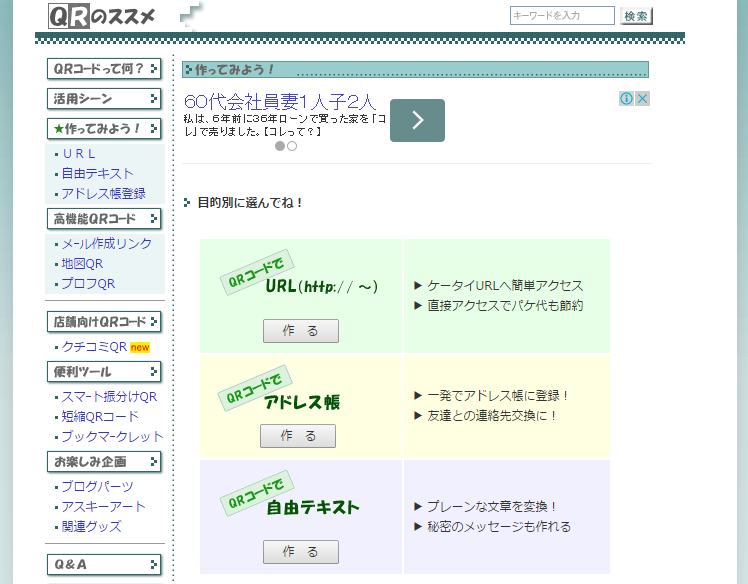 QRのススメ
キーワードを入力 検索
QRコードって何？
活用シーン
★作ってみよう！
・ＵＲＬ
・自由テキスト
・アドレス帳登録
高機能QRコード
・メール作成リンク
・地図QR
・プロフQR
店舗向けQRコード
・クチコミQR new
便利ツール
・スマート振分けQR
・短縮QRコード
・ブックマークレット
お楽しみ企画
・ブログパーツ
・アスキーアート
・関連グッズ
Q&A
作ってみよう！
60代会社員妻1人子2人
私は、6年前に36年ローンで買った家を「コ
レ」で売りました。【コレって？】
目的別に選んでね！
QRコードで
URL(http://～)
作 る
▶ ケータイURLへ簡単アクセス
▶ 直接アクセスでパケ代も節約
QRコードで
アドレス帳
作 る
▶ 一発でアドレス帳に登録！
▶ 友達との連絡先交換に！
QRコードで
自由テキスト
作 る
▶ プレーンな文章を変換！
▶ 秘密のメッセージも作れる